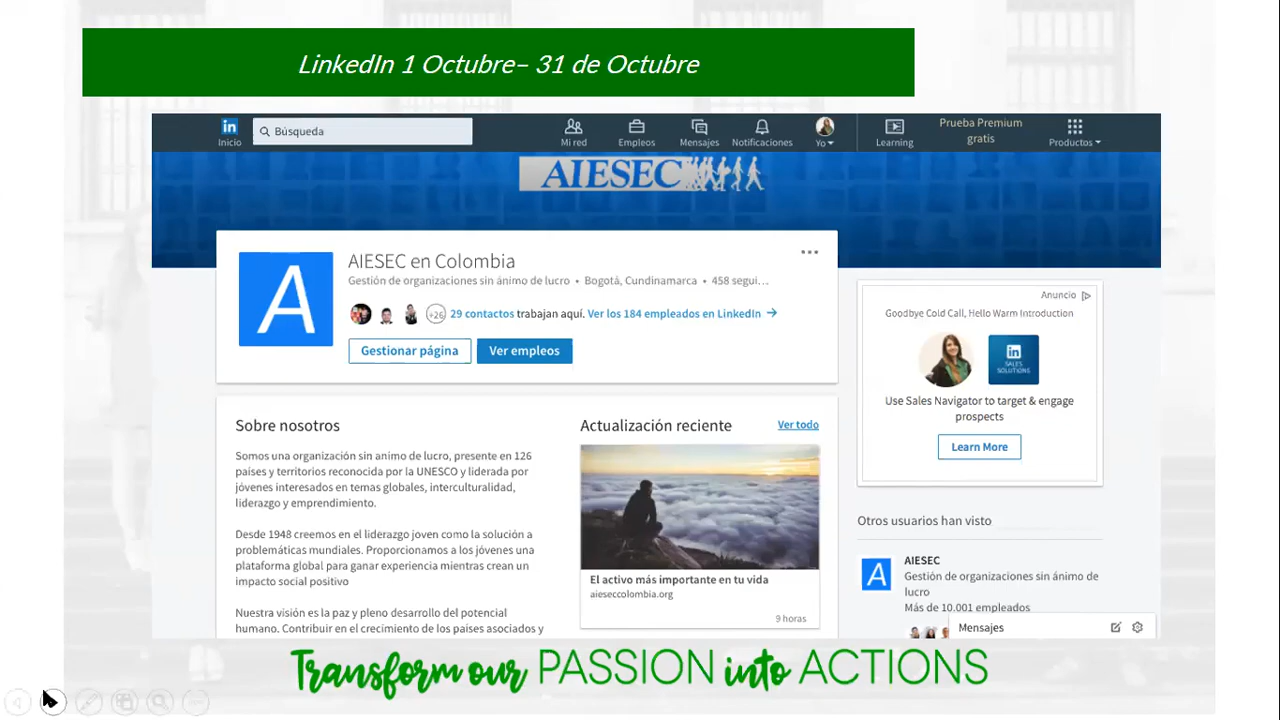 LinkedIn 1 Octubre– 31 de Octubre
in
Inicio
Búsqueda
Mi red
Empleos
Mensajes
Notificaciones
Yo
Learning
Prueba Premium
gratis
Productos
AIESEC
A
AIESEC en Colombia
Gestión de organizaciones sin ánimo de lucro • Bogotá, Cundinamarca • 458 segui...
+26 29 contactos trabajan aquí. Ver los 184 empleados en LinkedIn
Gestionar página
Ver empleos
Sobre nosotros
Somos una organización sin animo de lucro, presente en 126
países y territorios reconocida por la UNESCO y liderada por
jóvenes interesados en temas globales, interculturalidad,
liderazgo y emprendimiento.
Desde 1948 creemos en el liderazgo joven como la solución a
problemáticas mundiales. Proporcionamos a los jóvenes una
plataforma global para ganar experiencia mientras crean un
impacto social positivo
Nuestra visión es la paz y pleno desarrollo del potencial
humano. Contribuir en el crecimiento de los países asociados y
Actualización reciente
Ver todo
El activo más importante en tu vida
aieseccolombia.org
9 horas
Anuncio
Goodbye Cold Call, Hello Warm Introduction
in
SALES
SOLUTIONS
Use Sales Navigator to target & engage
prospects
Learn More
Otros usuarios han visto
A
AIESEC
Gestión de organizaciones sin ánimo de
lucro
Más de 10.001 empleados
Mensajes
Transform our PASSION into ACTIONS